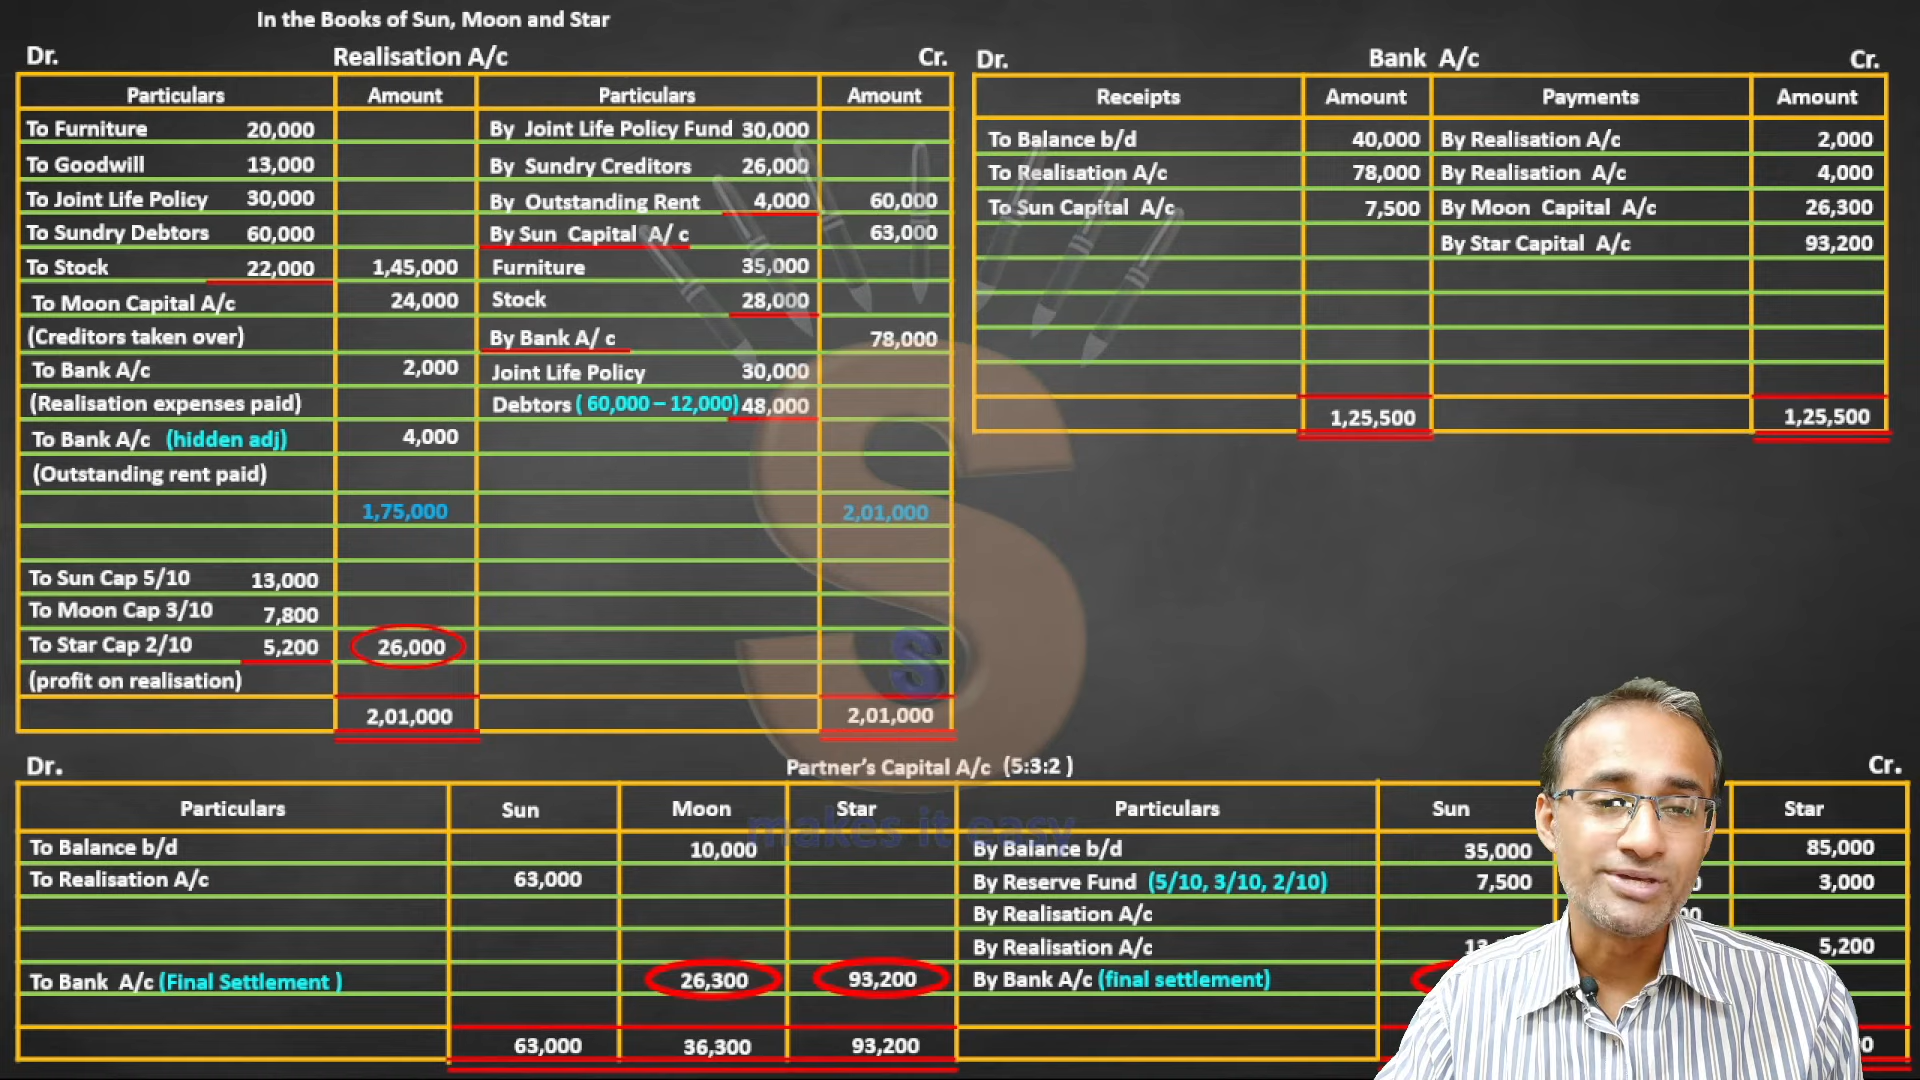 In the Books of Sun, Moon and Star
Dr. Realisation A/c Cr.
Particulars Amount Particulars Amount
To Furniture 20,000 By Joint Life Policy Fund 30,000
To Goodwill 13,000 By Sundry Creditors 26,000
To Joint Life Policy 30,000 By Outstanding Rent 4,000 60,000
To Sundry Debtors 60,000 By Sun Capital A/ c 63,000
To Stock 22,000 1,45,000 Furniture 35,000
To Moon Capital A/c 24,000 Stock 28,000
(Creditors taken over) By Bank A/ c 78,000
To Bank A/c 2,000 Joint Life Policy 30,000
(Realisation expenses paid) Debtors ( 60,000 – 12,000) 48,000
To Bank A/c (hidden adj) 4,000
(Outstanding rent paid)
1,75,000 2,01,000
To Sun Cap 5/10 13,000
To Moon Cap 3/10 7,800
To Star Cap 2/10 5,200 26,000
(profit on realisation)
2,01,000 2,01,000
Dr. Bank A/c Cr.
Receipts Amount Payments Amount
To Balance b/d 40,000 By Realisation A/c 2,000
To Realisation A/c 78,000 By Realisation A/c 4,000
To Sun Capital A/c 7,500 By Moon Capital A/c 26,300
By Star Capital A/c 93,200
1,25,500 1,25,500
S
S
makes it easy
Dr. Partner's Capital A/c (5:3:2 ) Cr.
Particulars Sun Moon Star Particulars Sun Star
To Balance b/d 10,000 By Balance b/d 35,000 85,000
To Realisation A/c 63,000 By Reserve Fund (5/10, 3/10, 2/10) 7,500 3,000
By Realisation A/c
By Realisation A/c 5,200
To Bank A/c (Final Settlement ) 26,300 93,200 By Bank A/c (final settlement)
63,000 36,300 93,200